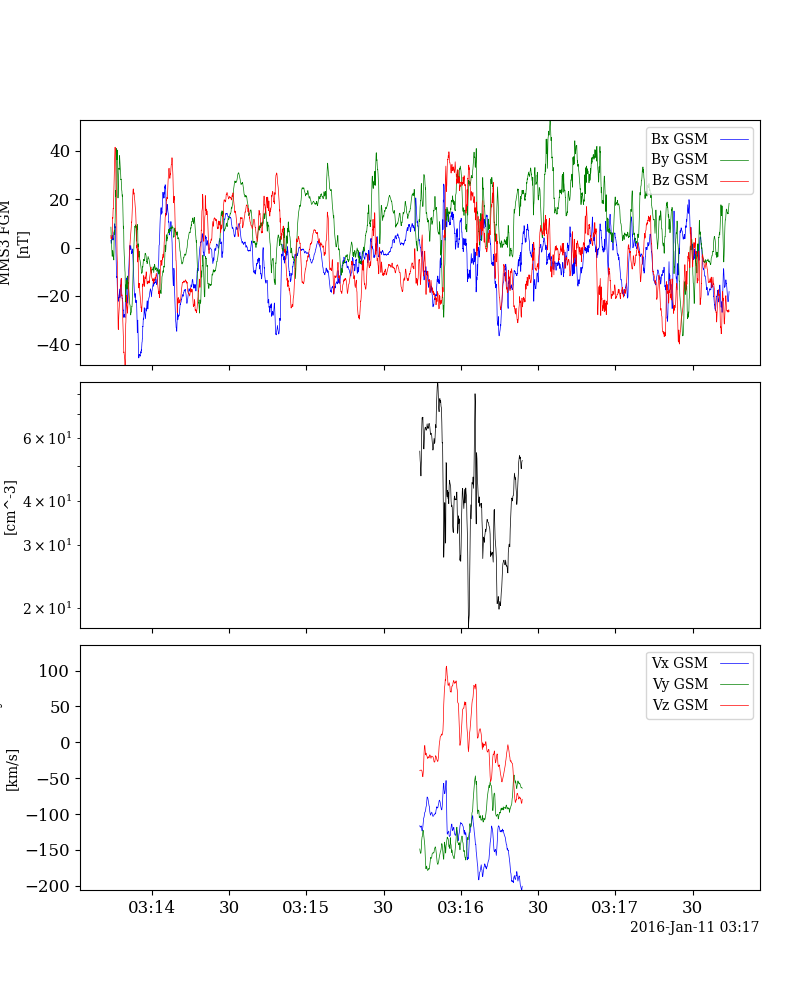 MMS3 FGM
[nT]
40
20
0
−20
−40
Bx GSM
By GSM
Bz GSM
[cm^-3]
6 × 10¹
4 × 10¹
3 × 10¹
2 × 10¹
[km/s]
100
50
0
−50
−100
−150
−200
Vx GSM
Vy GSM
Vz GSM
03:14 30 03:15 30 03:16 30 03:17 30
2016-Jan-11 03:17